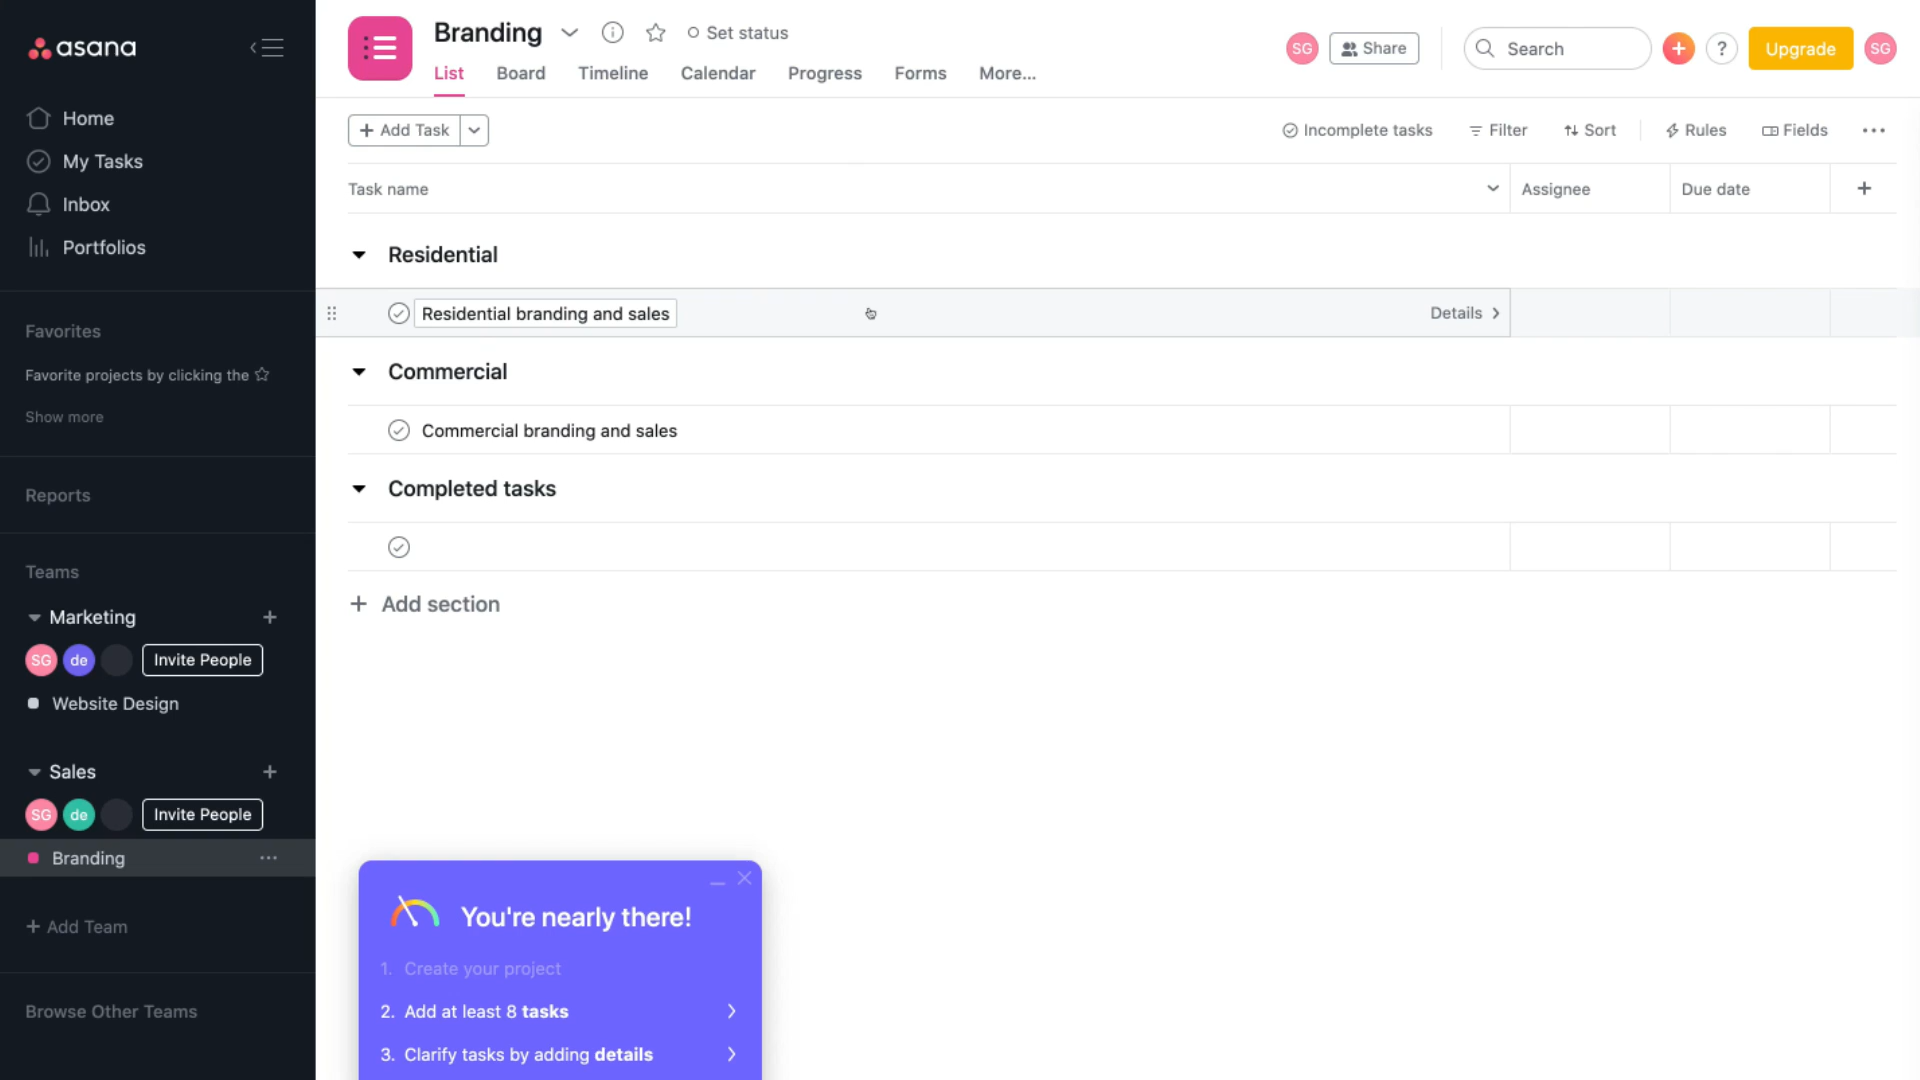 asana
Home
My Tasks
Inbox
Portfolios
Favorites
Favorite projects by clicking the
Show more
Reports
Teams
Marketing
SG de Invite People
Website Design
Sales
SG de Invite People
Branding
+ Add Team
Browse Other Teams
Branding Set status
List Board Timeline Calendar Progress Forms More...
SG Share Search + ? Upgrade SG
+ Add Task
Incomplete tasks Filter Sort Rules Fields
Task name Assignee Due date +
Residential
Residential branding and sales Details
Commercial
Commercial branding and sales
Completed tasks
+ Add section
You're nearly there!
1. Create your project
2. Add at least 8 tasks
3. Clarify tasks by adding details